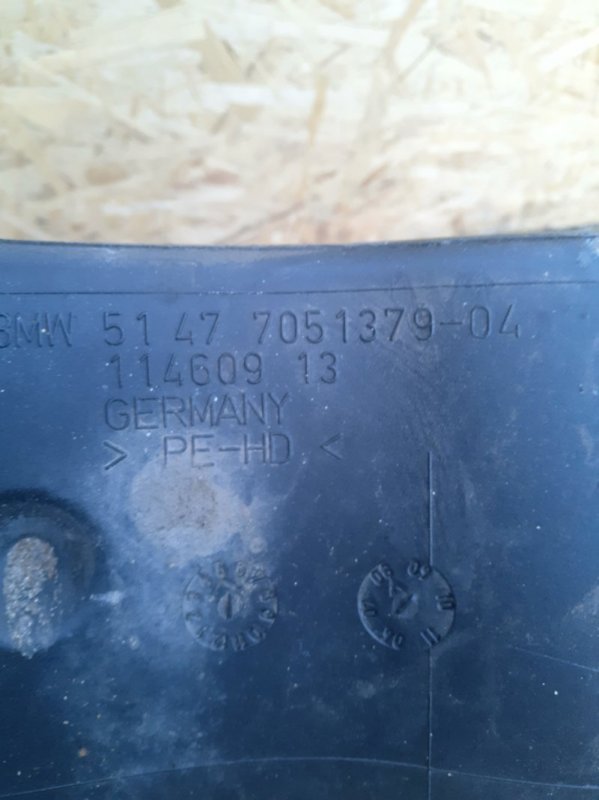 BMW 51 47 7051379-04
114609 13
GERMANY
> PE-HD <